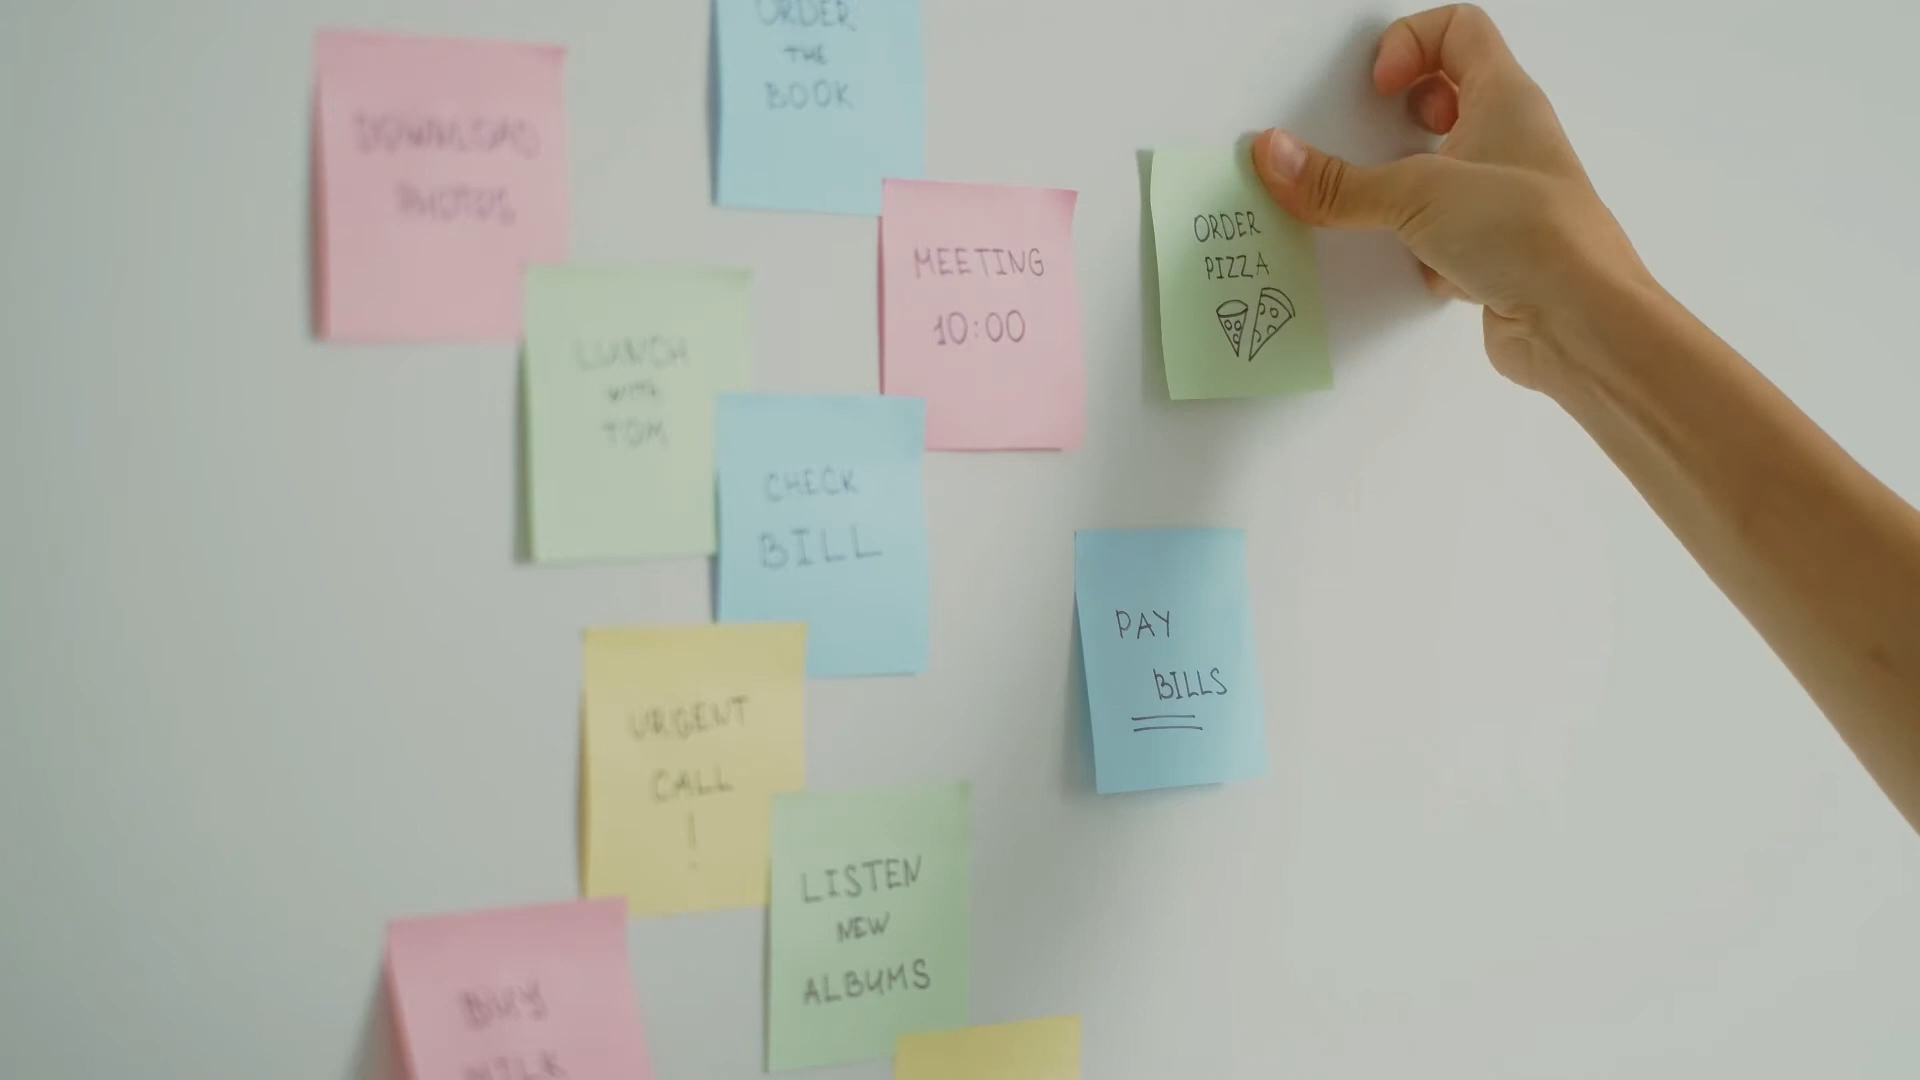 ORDER
THE
BOOK
DOWNLOAD
PHOTOS
MEETING
10:00
ORDER
PIZZA
LUNCH
WITH
TOM
CHECK
BILL
PAY
BILLS
URGENT
CALL
!
LISTEN
NEW
ALBUMS
BUY
MILK